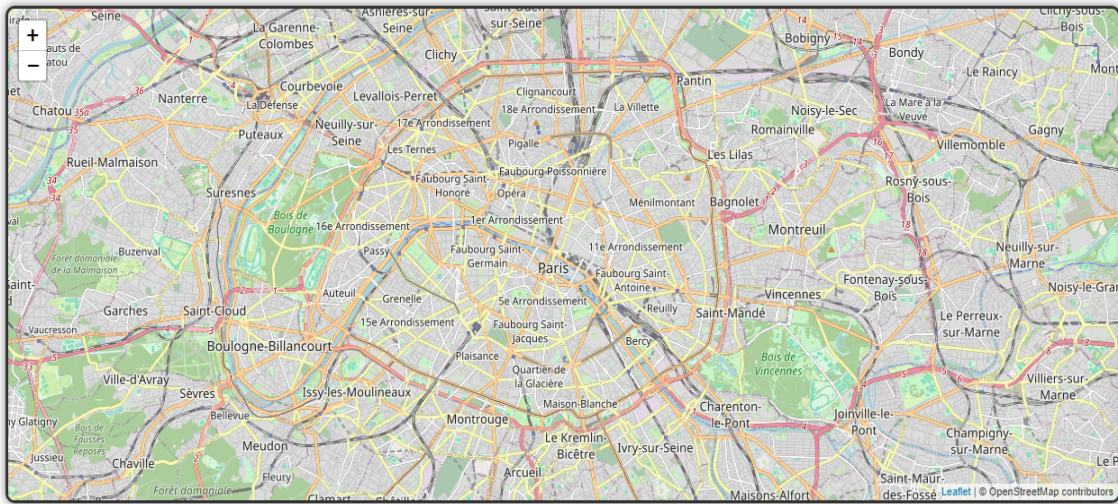 Seine
Asnières-sur-
Seine
Saint-Ouen-
sur-Seine
Clichy-sous-
Bois
+
−
La Garenne-
Colombes
Clichy
Bobigny
Bondy
Le Raincy
Chatou
Nanterre
La Défense
Courbevoie
Levallois-Perret
Clignancourt
18e Arrondissement
La Villette
Pantin
Noisy-le-Sec
La Mare à la
Veuve
Gagny
Puteaux
Neuilly-sur-
Seine
17e Arrondissement
Pigalle
Romainville
Villemomble
Rueil-Malmaison
Les Ternes
Les Lilas
Suresnes
Faubourg Saint-
Honoré
Faubourg-Poissonnière
Opéra
Rosny-sous-
Bois
Bois de
Boulogne
16e Arrondissement
1er Arrondissement
Ménilmontant
Bagnolet
Montreuil
Buzenval
Forêt domaniale
de la Malmaison
Passy
Faubourg Saint-
Germain
11e Arrondissement
Neuilly-sur-
Marne
Paris
Faubourg Saint-
Antoine
Fontenay-sous-
Bois
Noisy-le-Gran
Garches
Saint-Cloud
Auteuil
Grenelle
5e Arrondissement
Reuilly
Saint-Mandé
Vincennes
Vaucresson
15e Arrondissement
Faubourg Saint-
Jacques
Bercy
Le Perreux-
sur-Marne
Boulogne-Billancourt
Plaisance
Bois de
Vincennes
Ville-d'Avray
Sèvres
Issy-les-Moulineaux
Quartier de
la Glacière
Villiers-sur-
Marne
Bellevue
Montrouge
Maison-Blanche
Charenton-
le-Pont
Joinville-le-
Pont
Bois de
Fausses
Reposes
Meudon
Le Kremlin-
Bicêtre
Ivry-sur-Seine
Champigny-
sur-Marne
Jouy
Chaville
Fleury
Arcueil
Forêt domaniale
Clamart
Maisons-Alfort
Saint-Maur-
des-Fossé
Leaflet | © OpenStreetMap contributors